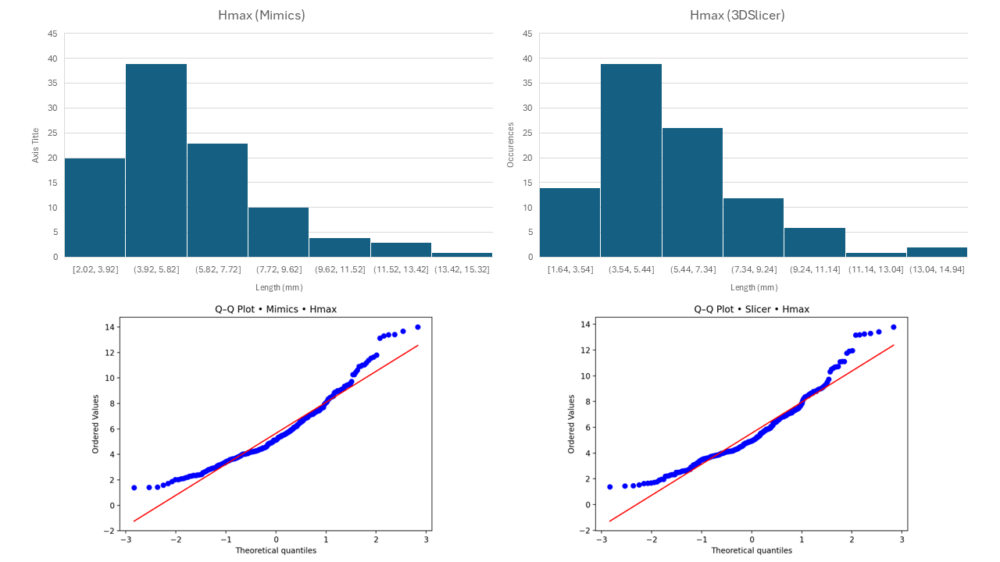 Hmax (Mimics)
45
40
35
30
25
20
15
10
5
0
Axis Title
[2.02, 3.92] (3.92, 5.82] (5.82, 7.72] (7.72, 9.62] (9.62, 11.52] (11.52, 13.42] (13.42, 15.32]
Length (mm)
Hmax (3DSlicer)
45
40
35
30
25
20
15
10
5
0
Occurences
[1.64, 3.54] (3.54, 5.44] (5.44, 7.34] (7.34, 9.24] (9.24, 11.14] (11.14, 13.04] (13.04, 14.94]
Length (mm)
Q–Q Plot • Mimics • Hmax
14
12
10
8
6
4
2
0
−2
Ordered Values
−3 −2 −1 0 1 2 3
Theoretical quantiles
Q–Q Plot • Slicer • Hmax
14
12
10
8
6
4
2
0
−2
Ordered Values
−3 −2 −1 0 1 2 3
Theoretical quantiles